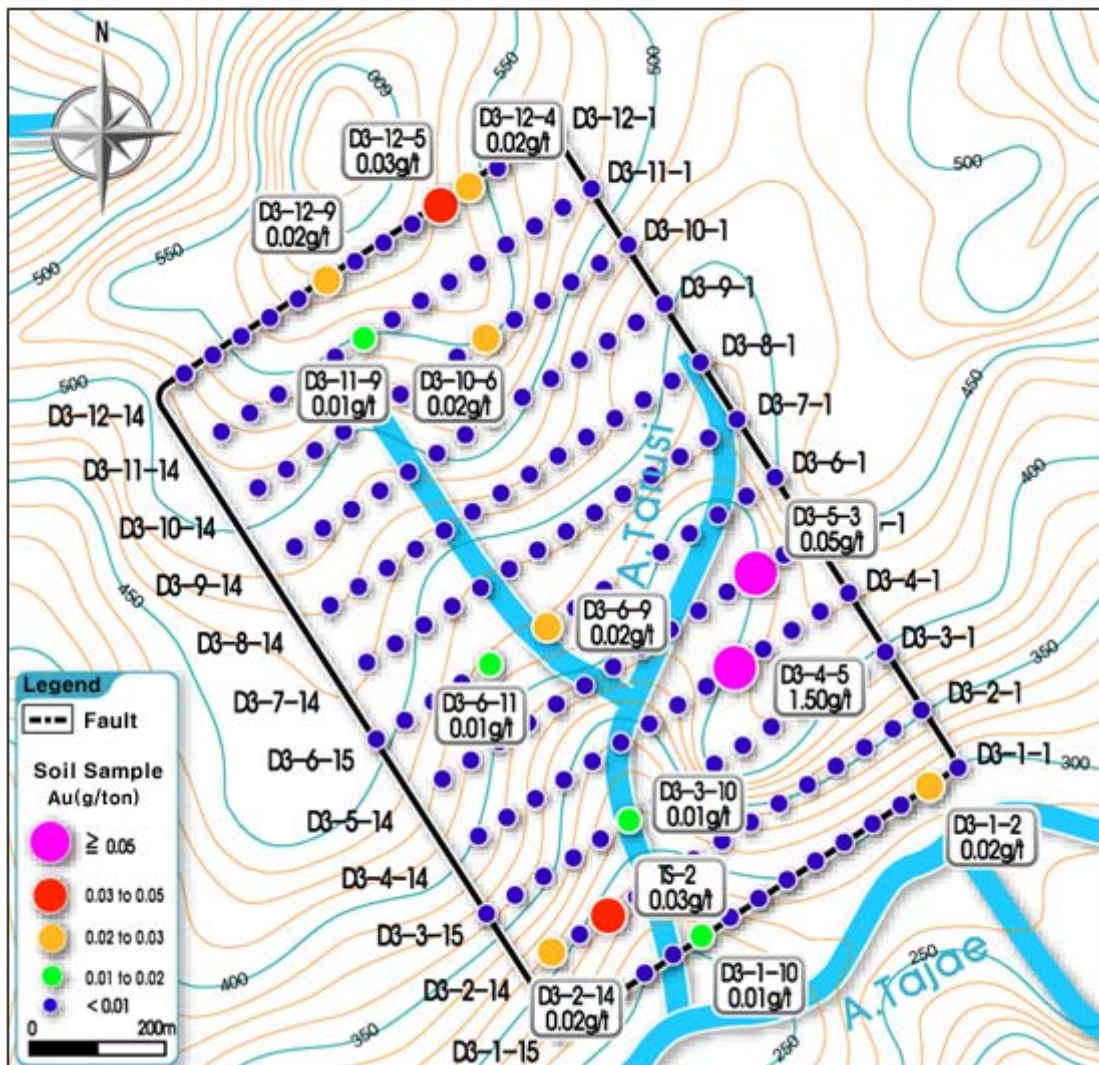 N
600
550
500
D3-12-4
0.02g/t
D3-12-1
D3-12-5
0.03g/t
500
D3-11-1
D3-12-9
0.02g/t
D3-10-1
550
500
D3-9-1
D3-8-1
500
D3-12-14
D3-11-9
0.01g/t
D3-10-6
0.02g/t
450
D3-7-1
D3-11-14
D3-6-1
400
D3-10-14
A. Talusi
D3-5-3
0.05g/t
-1
D3-9-14
450
D3-4-1
D3-6-9
0.02g/t
D3-8-14
D3-3-1
350
D3-4-5
1.50g/t
D3-2-1
D3-7-14
D3-6-11
0.01g/t
D3-6-15
D3-1-1
300
D3-5-14
D3-3-10
0.01g/t
D3-1-2
0.02g/t
D3-4-14
TS-2
0.03g/t
D3-3-15
250
D3-1-10
0.01g/t
A.Tajae
400
D3-2-14
D3-2-14
0.02g/t
350
D3-1-15
250
Legend
Fault
Soil Sample
Au(g/ton)
≧ 0.05
0.03 to 0.05
0.02 to 0.03
0.01 to 0.02
< 0.01
0 200m